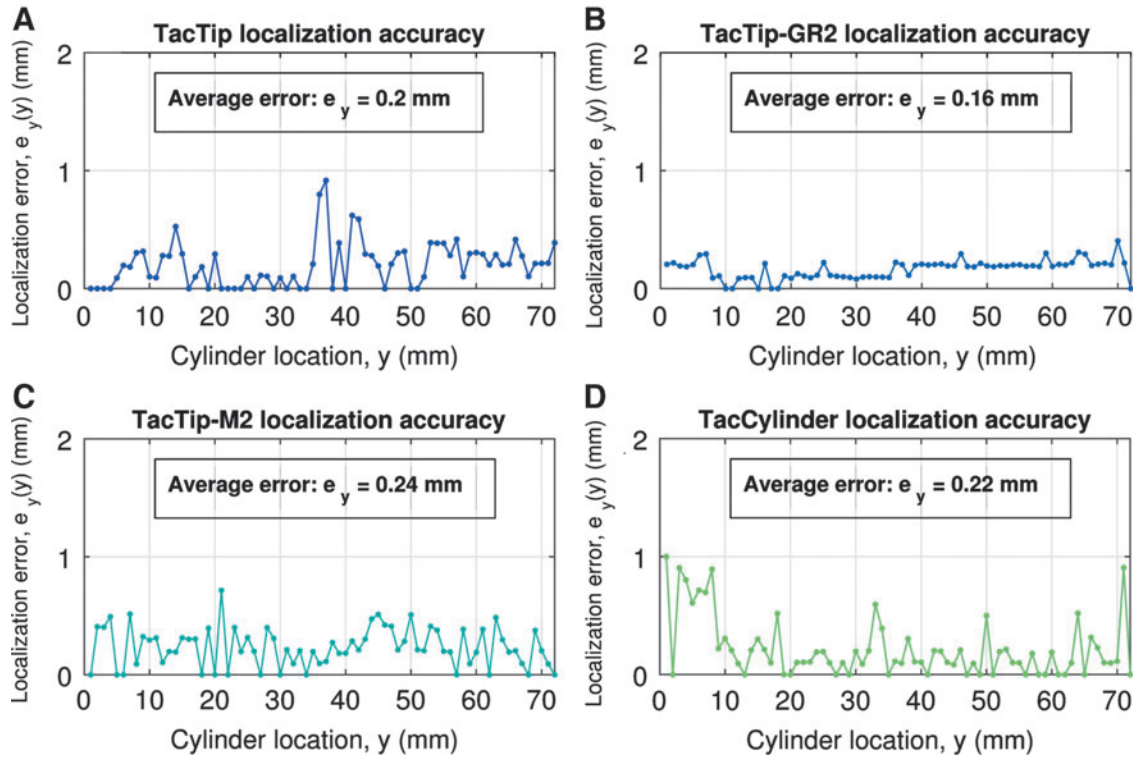 A
TacTip localization accuracy
Average error: e y = 0.2 mm
Localization error, e y(y) (mm)
2
1
0
0 10 20 30 40 50 60 70
Cylinder location, y (mm)
B
TacTip-GR2 localization accuracy
Average error: e y = 0.16 mm
Localization error, e y(y) (mm)
2
1
0
0 10 20 30 40 50 60 70
Cylinder location, y (mm)
C
TacTip-M2 localization accuracy
Average error: e y = 0.24 mm
Localization error, e y(y) (mm)
2
1
0
0 10 20 30 40 50 60 70
Cylinder location, y (mm)
D
TacCylinder localization accuracy
Average error: e y = 0.22 mm
Localization error, e y(y) (mm)
2
1
0
0 10 20 30 40 50 60 70
Cylinder location, y (mm)